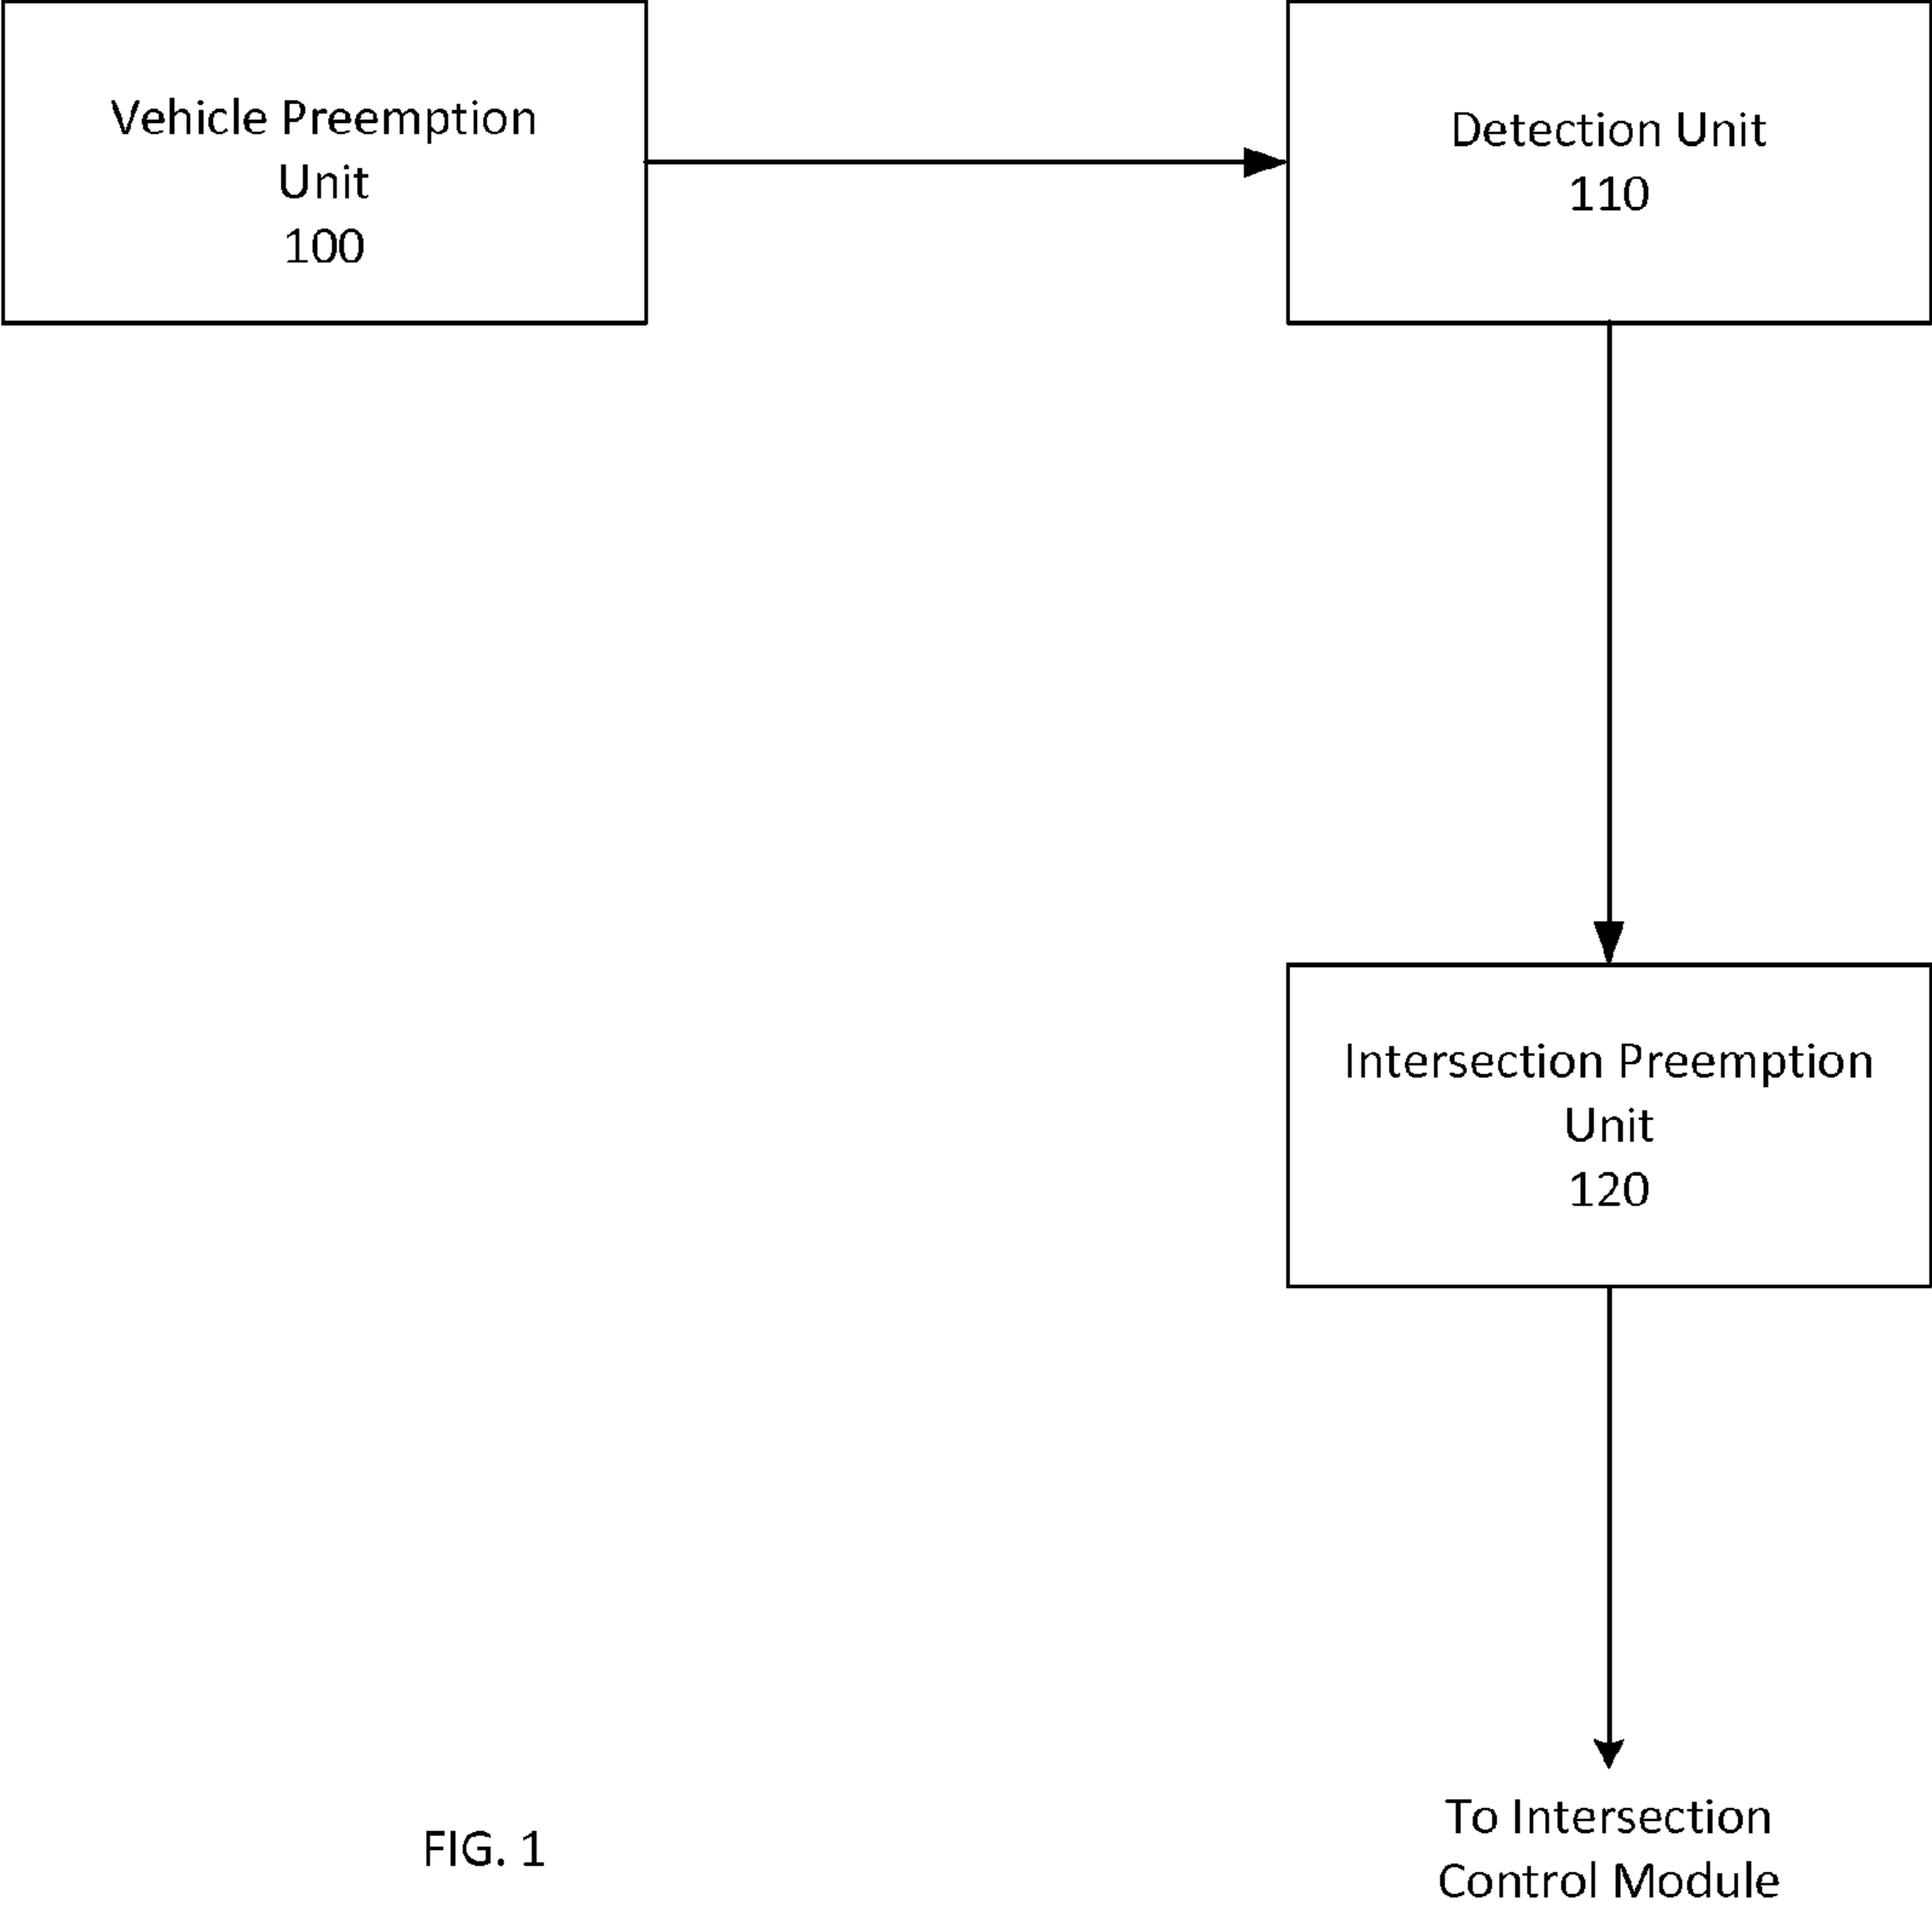 Vehicle Preemption
Unit
100
Detection Unit
110
Intersection Preemption
Unit
120
To Intersection
Control Module
FIG. 1